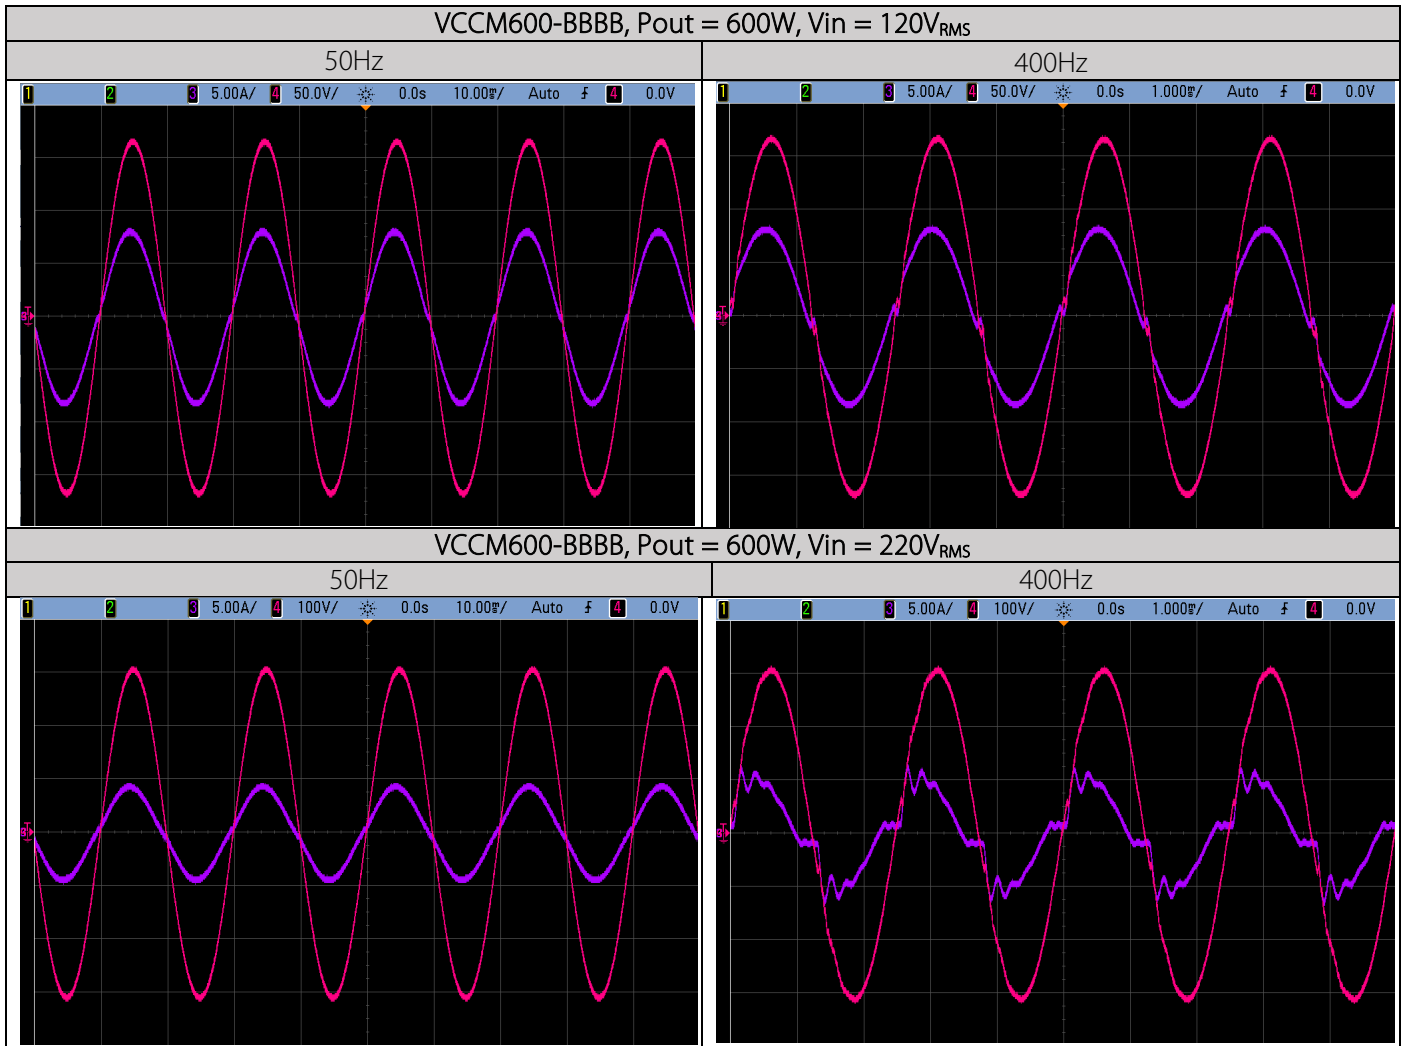 VCCM600-BBBB, Pout = 600W, Vin = 120VRMS
50Hz 400Hz
1 2 3 5.00A/ 4 50.0V/ 0.0s 10.00ms/ Auto 4 0.0V
1 2 3 5.00A/ 4 50.0V/ 0.0s 1.000ms/ Auto 4 0.0V
VCCM600-BBBB, Pout = 600W, Vin = 220VRMS
50Hz 400Hz
1 2 3 5.00A/ 4 100V/ 0.0s 10.00ms/ Auto 4 0.0V
1 2 3 5.00A/ 4 100V/ 0.0s 1.000ms/ Auto 4 0.0V